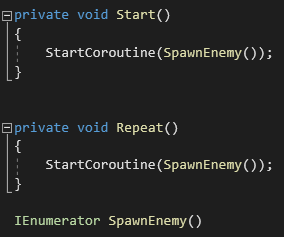 private void Start()
{
StartCoroutine(SpawnEnemy());
}
private void Repeat()
{
StartCoroutine(SpawnEnemy());
}
IEnumerator SpawnEnemy()